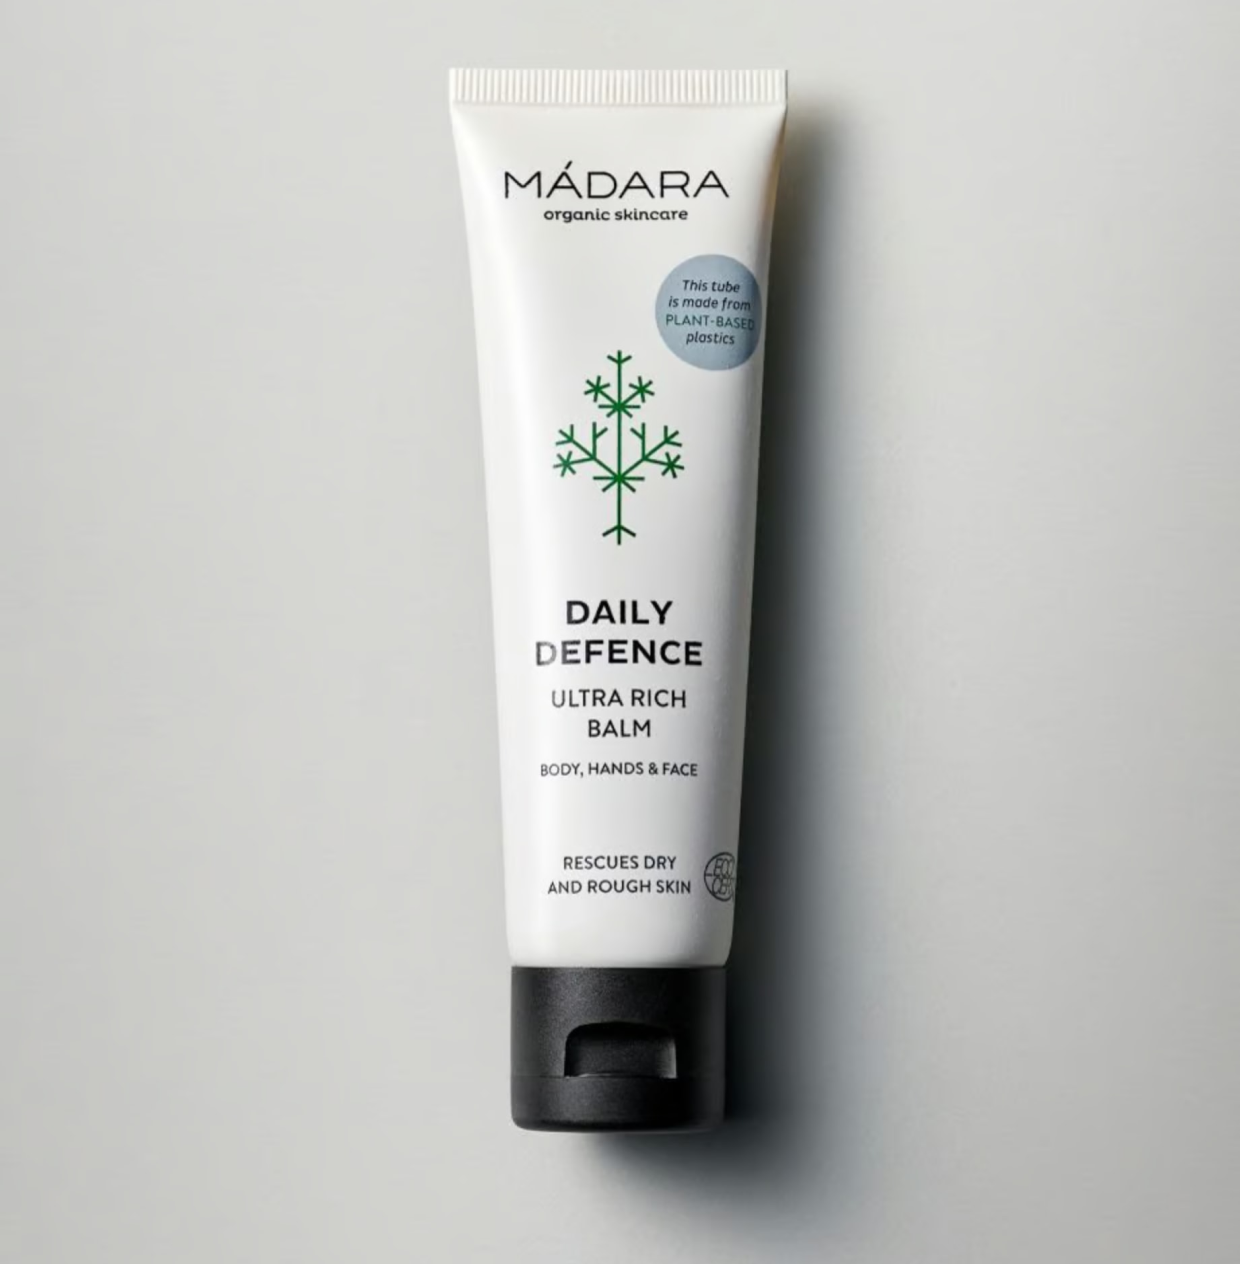 MÁDARA
organic skincare
This tube
is made from
PLANT-BASED
plastics
DAILY
DEFENCE
ULTRA RICH
BALM
BODY, HANDS & FACE
RESCUES DRY
AND ROUGH SKIN
ECO